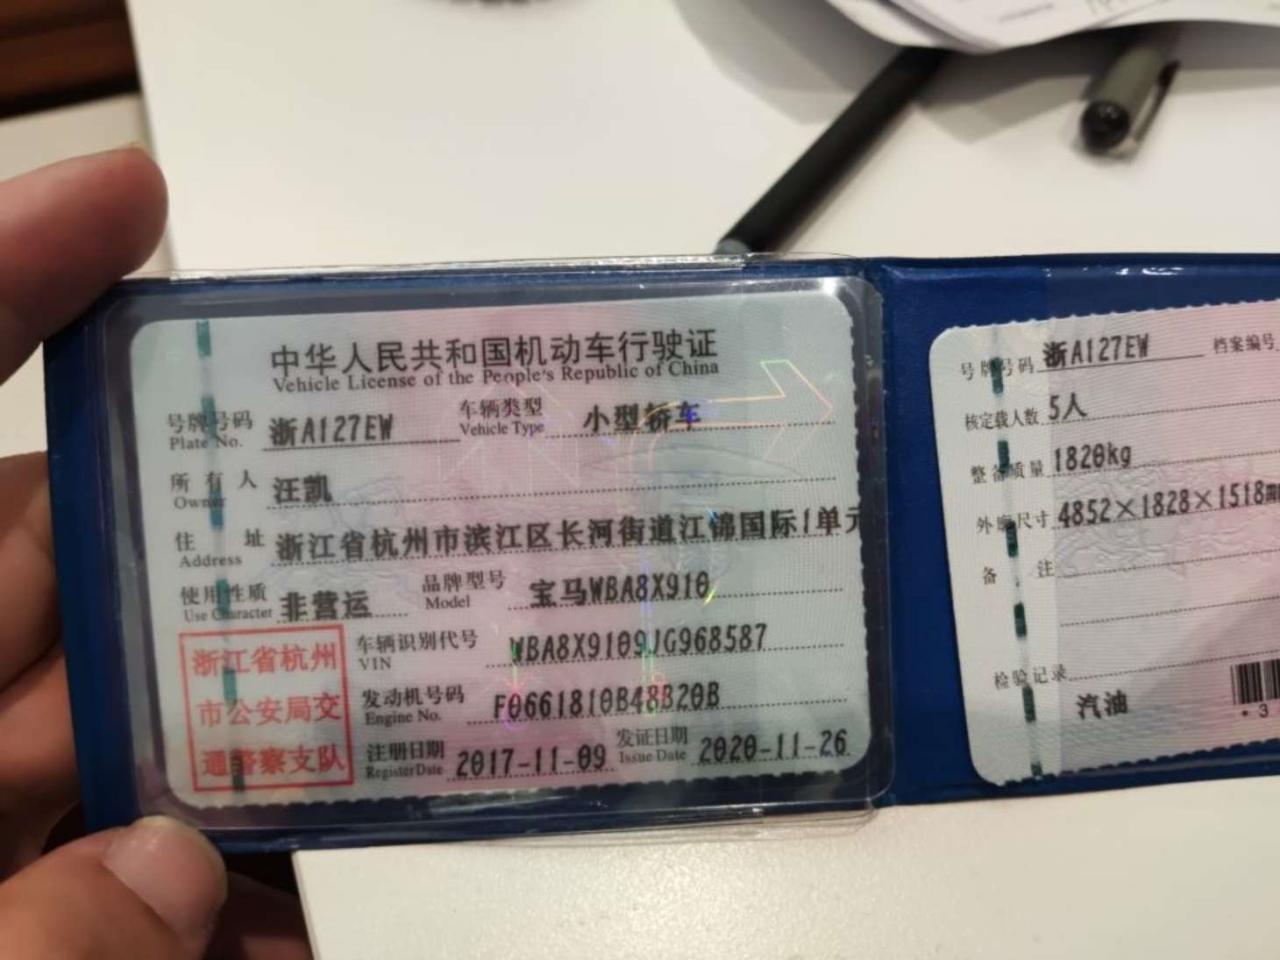 中华人民共和国机动车行驶证
Vehicle License of the People's Republic of China
号牌号码 Plate No. 浙A127EW 车辆类型 Vehicle Type 小型轿车
所有人 Owner 汪凯
住址 Address 浙江省杭州市滨江区长河街道江锦国际1单元
使用性质 Use Character 非营运 品牌型号 Model 宝马WBA8X910
浙江省杭州市公安局交通警察支队
车辆识别代号 VIN WBA8X9109JG968587
发动机号码 Engine No. F0661810B48B20B
注册日期 Register Date 2017-11-09 发证日期 Issue Date 2020-11-26
号牌号码 浙A127EW 档案编号
核定载人数 5人
整备质量 1820kg
外廓尺寸 4852×1828×1518mm
备注
检验记录
汽油